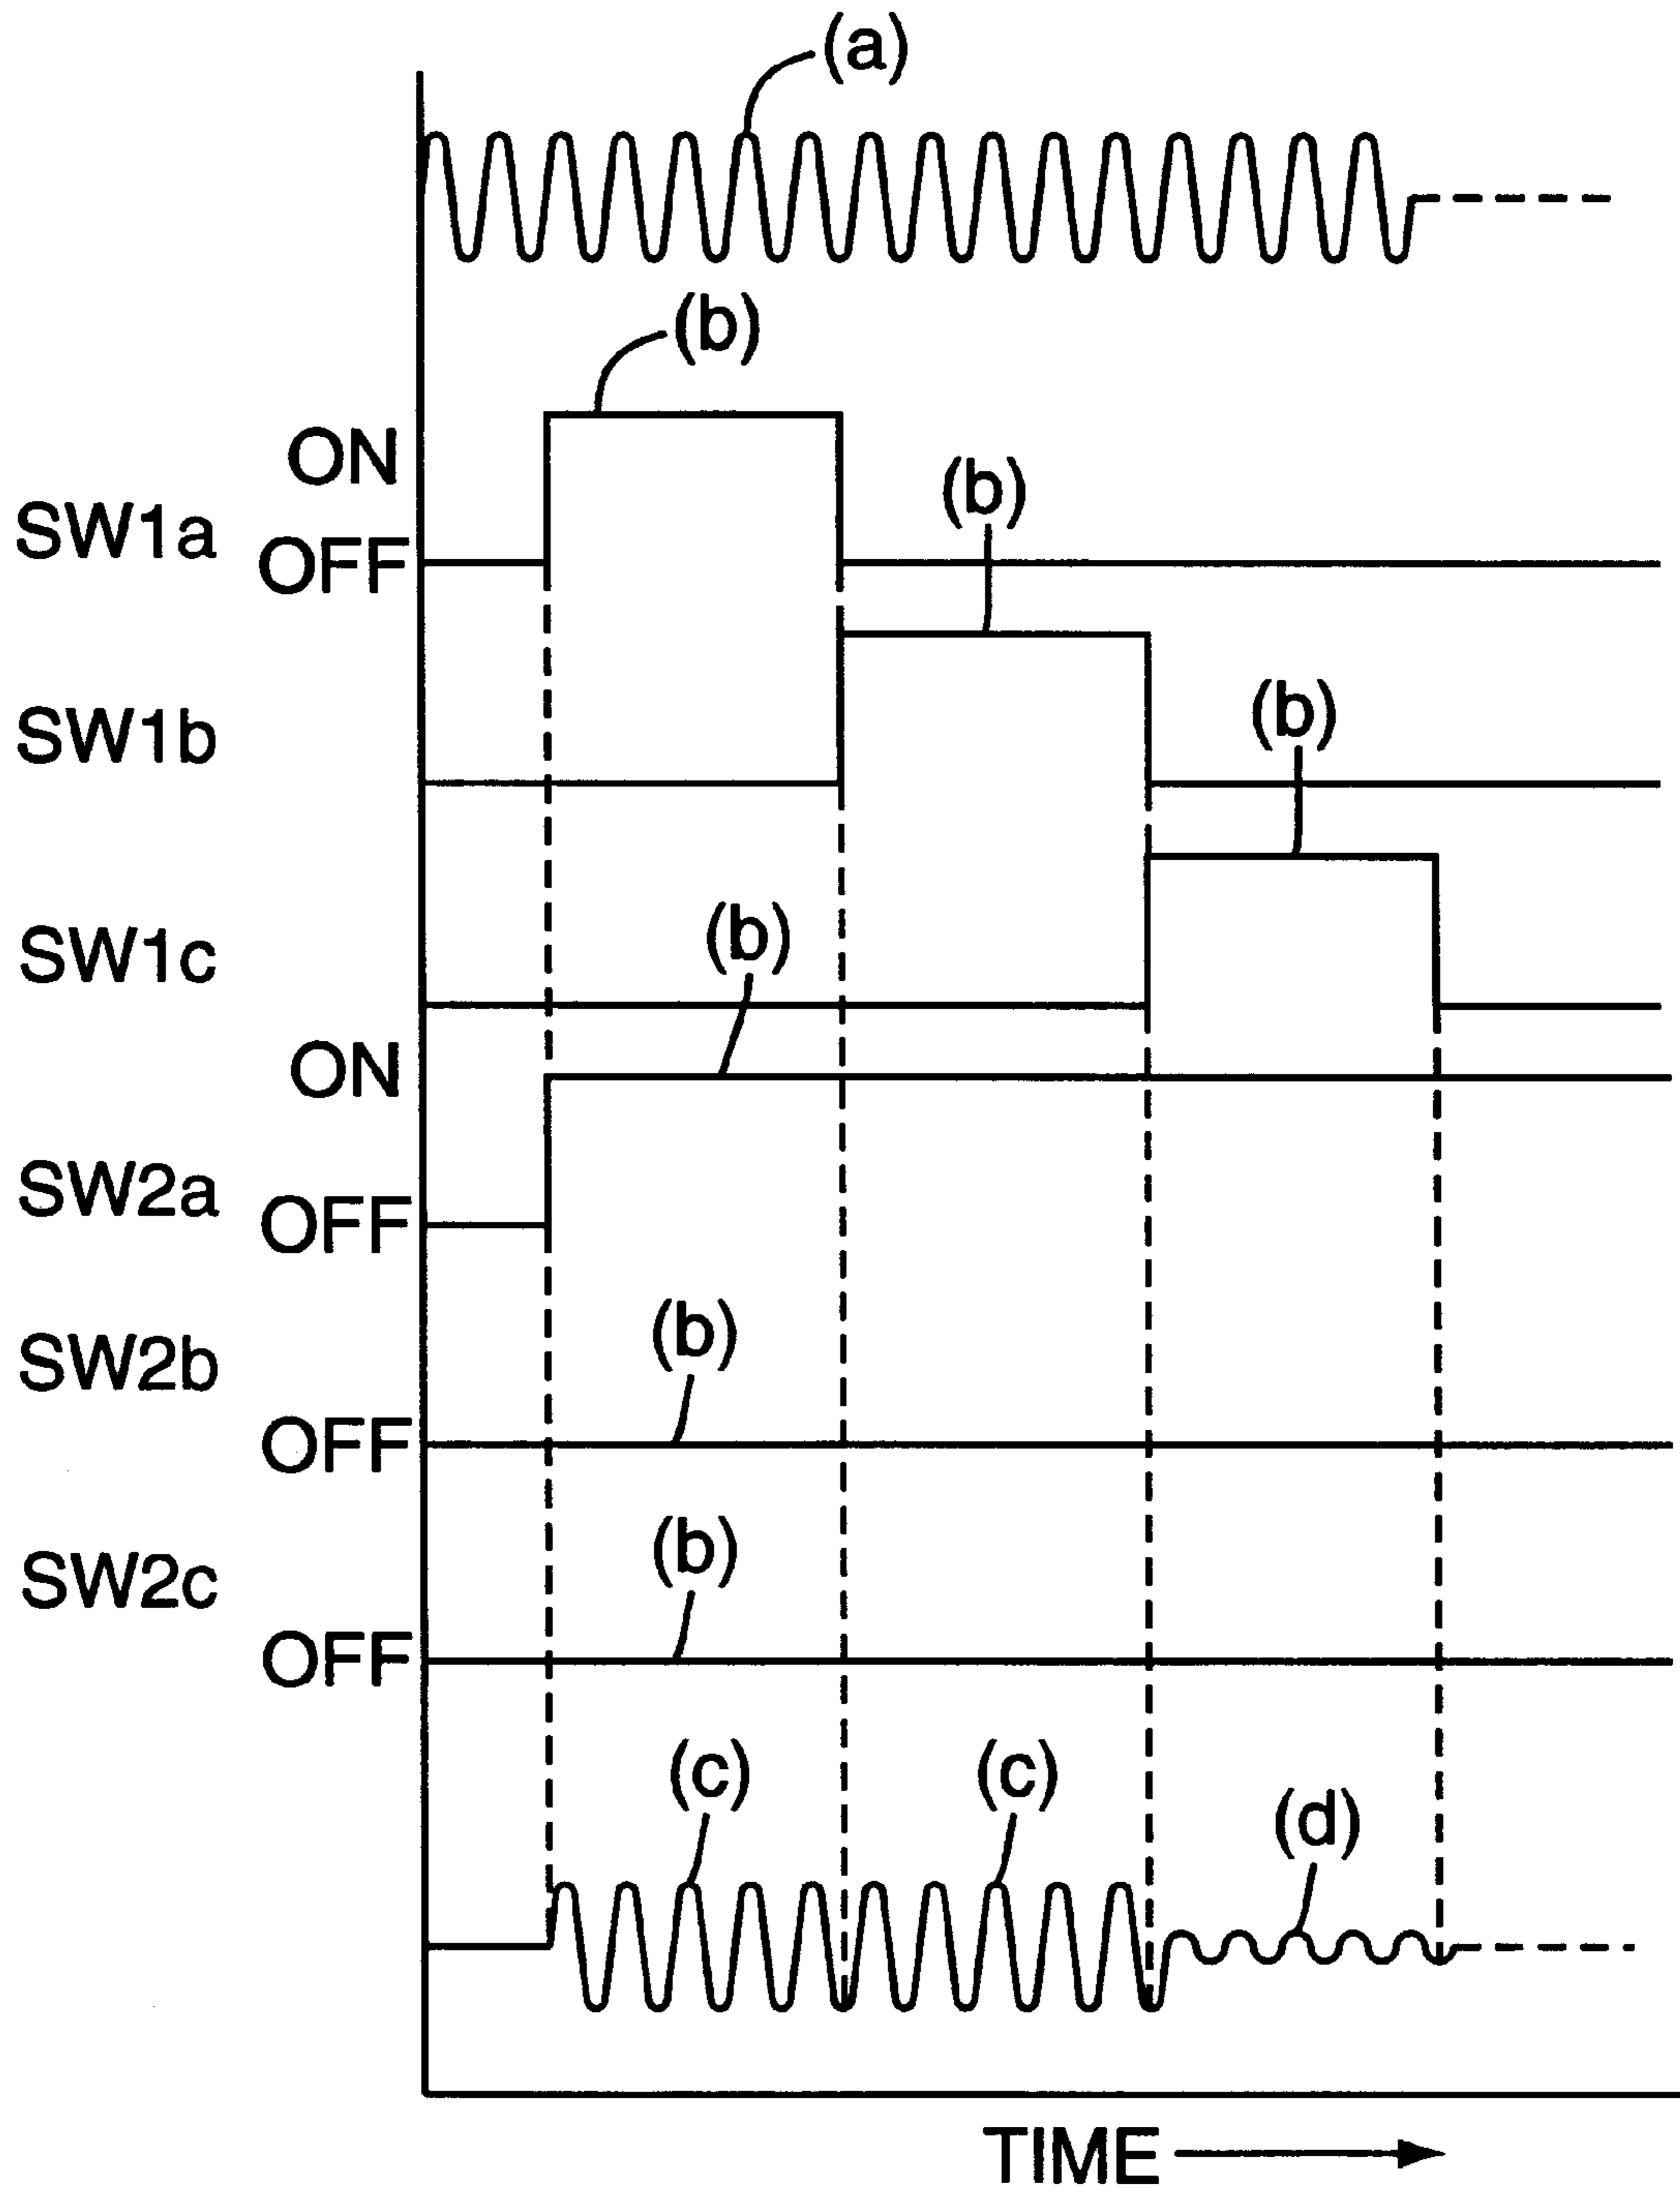 (a)
(b)
ON
SW1a
OFF
(b)
SW1b
(b)
SW1c
(b)
ON
SW2a
OFF
(b)
SW2b
OFF
(b)
SW2c
OFF
(c) (c) (d)
TIME